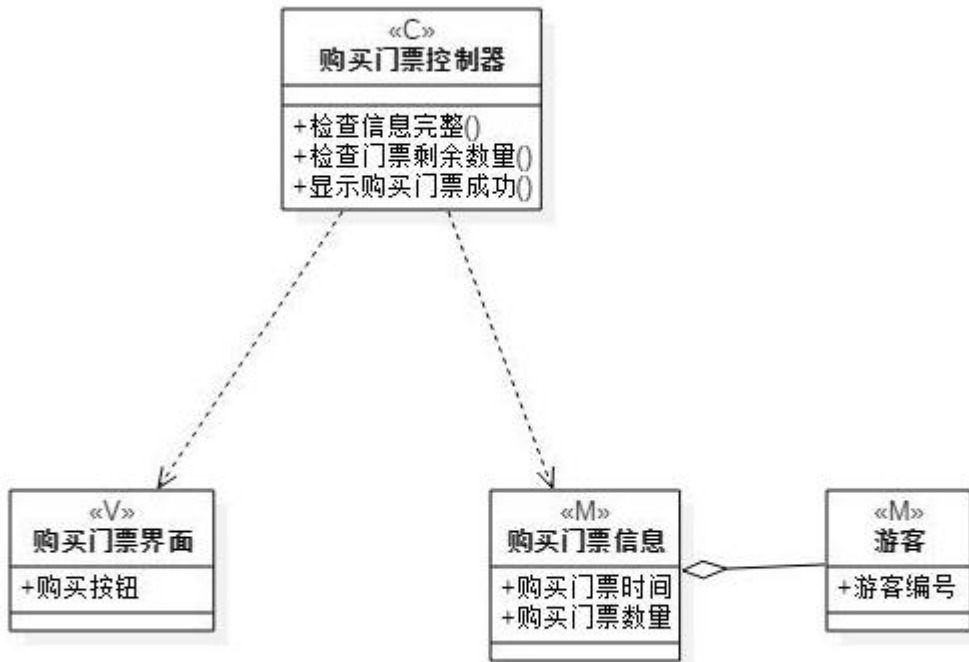 «C»
购买门票控制器
+检查信息完整()
+检查门票剩余数量()
+显示购买门票成功()
«V»
购买门票界面
+购买按钮
«M»
购买门票信息
+购买门票时间
+购买门票数量
«M»
游客
+游客编号